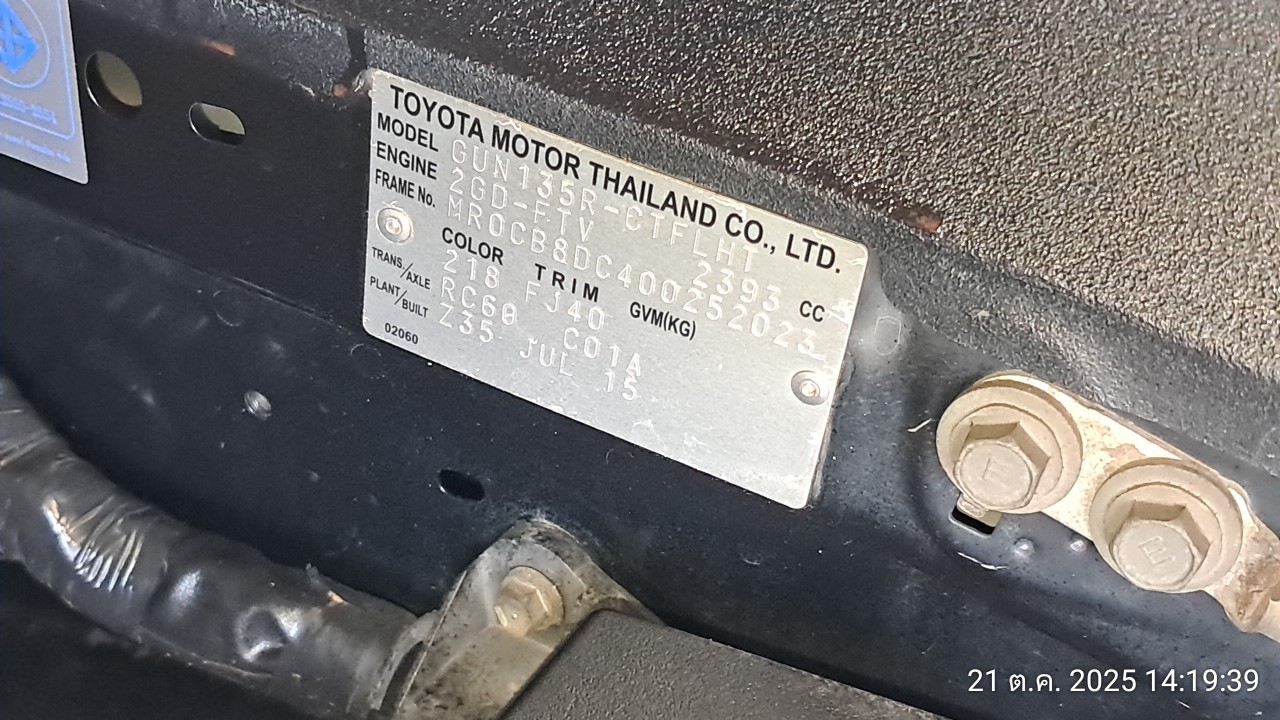 TOYOTA MOTOR THAILAND CO., LTD.
MODEL GUN135R-CTFLHT
ENGINE 2GD-FTV 2393 CC
FRAME No. MR0CB8DC400252023
COLOR TRIM GVM(KG)
218 FJ40
TRANS/AXLE RC60 C01A
PLANT/BUILT Z35 JUL 15
02060
E
E
21 ต.ค. 2025 14:19:39